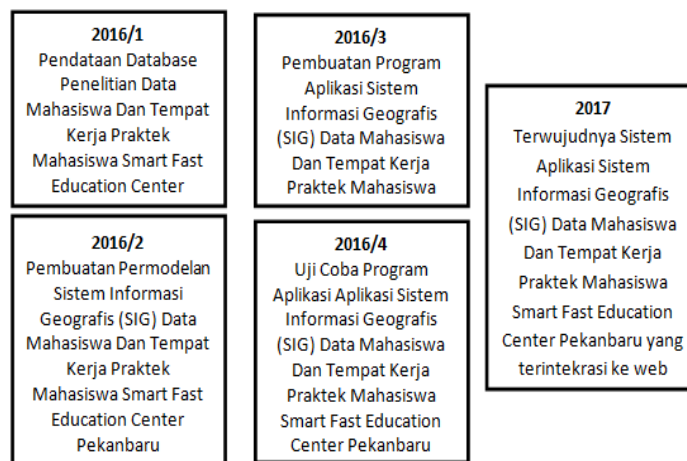 2016/1
Pendataan Database
Penelitian Data
Mahasiswa Dan Tempat
Kerja Praktek
Mahasiswa Smart Fast
Education Center
2016/2
Pembuatan Permodelan
Sistem Informasi
Geografis (SIG) Data
Mahasiswa Dan Tempat
Kerja Praktek
Mahasiswa Smart Fast
Education Center
Pekanbaru
2016/3
Pembuatan Program
Aplikasi Sistem
Informasi Geografis
(SIG) Data Mahasiswa
Dan Tempat Kerja
Praktek Mahasiswa
2016/4
Uji Coba Program
Aplikasi Aplikasi Sistem
Informasi Geografis
(SIG) Data Mahasiswa
Dan Tempat Kerja
Praktek Mahasiswa
Smart Fast Education
Center Pekanbaru
2017
Terwujudnya Sistem
Aplikasi Sistem
Informasi Geografis
(SIG) Data Mahasiswa
Dan Tempat Kerja
Praktek Mahasiswa
Smart Fast Education
Center Pekanbaru yang
terintekrasi ke web